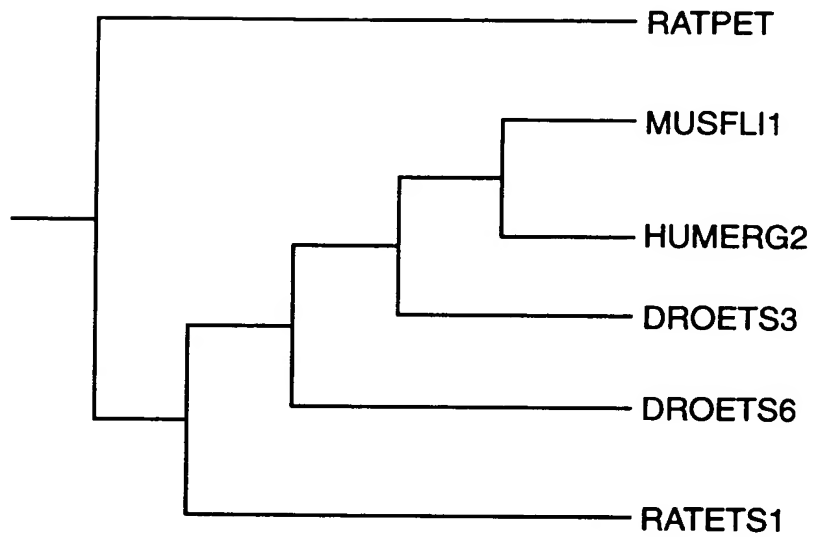 RATPET
MUSFLI1
HUMERG2
DROETS3
DROETS6
RATETS1